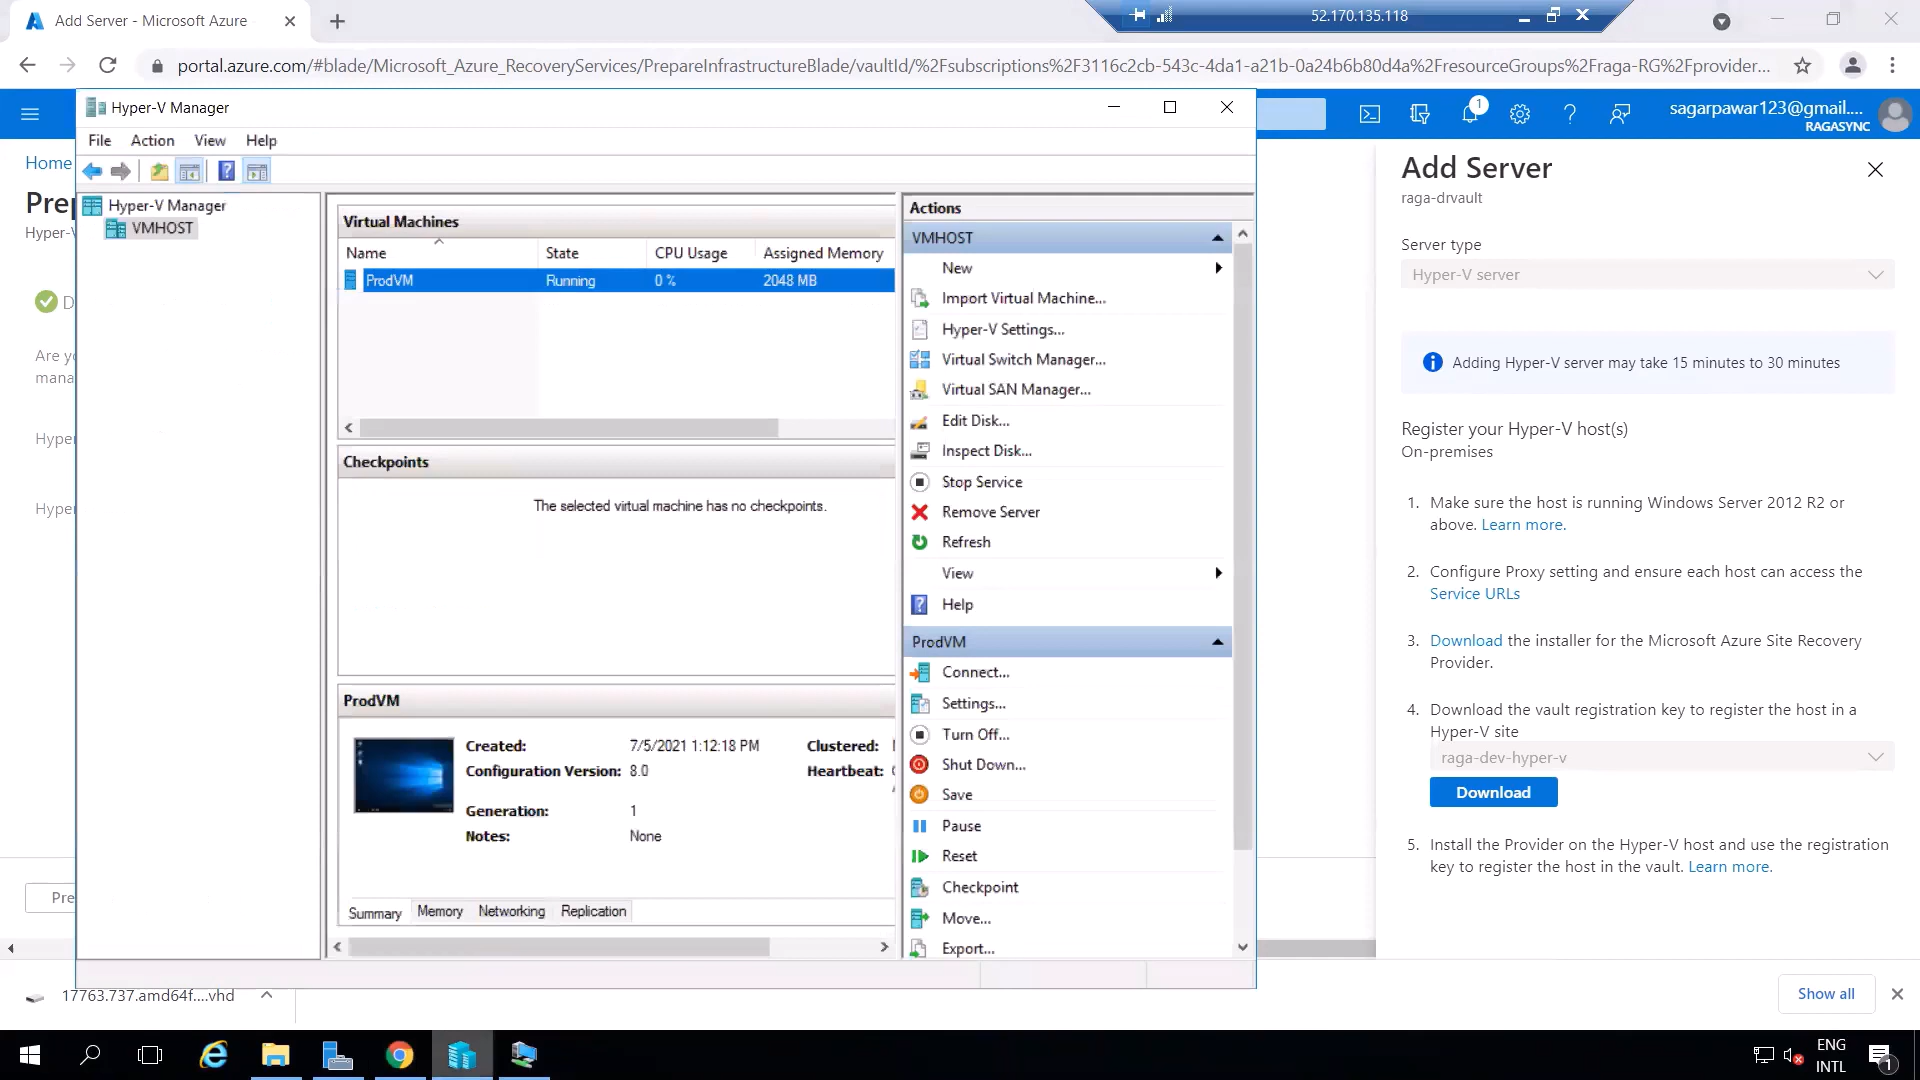 Add Server - Microsoft Azure
52.170.135.118
portal.azure.com/#blade/Microsoft_Azure_RecoveryServices/PrepareInfrastructureBlade/vaultId/%2Fsubscriptions%2F3116c2cb-543c-4da1-a21b-0a24b6b80d4a%2FresourceGroups%2Fraga-RG%2Fprovider...
Hyper-V Manager
1
sagarpawar123@gmail....
RAGASYNC
File Action View Help
Home
Hyper-V Manager
VMHOST
Virtual Machines
Name State CPU Usage Assigned Memory
ProdVM Running 0 % 2048 MB
Checkpoints
The selected virtual machine has no checkpoints.
ProdVM
Created: 7/5/2021 1:12:18 PM Clustered:
Configuration Version: 8.0 Heartbeat:
Generation: 1
Notes: None
Summary Memory Networking Replication
Actions
VMHOST
New
Import Virtual Machine...
Hyper-V Settings...
Virtual Switch Manager...
Virtual SAN Manager...
Edit Disk...
Inspect Disk...
Stop Service
Remove Server
Refresh
View
Help
ProdVM
Connect...
Settings...
Turn Off...
Shut Down...
Save
Pause
Reset
Checkpoint
Move...
Export...
Add Server
raga-drvault
Server type
Hyper-V server
Adding Hyper-V server may take 15 minutes to 30 minutes
Register your Hyper-V host(s)
On-premises
1. Make sure the host is running Windows Server 2012 R2 or
above. Learn more.
2. Configure Proxy setting and ensure each host can access the
Service URLs
3. Download the installer for the Microsoft Azure Site Recovery
Provider.
4. Download the vault registration key to register the host in a
Hyper-V site
raga-dev-hyper-v
Download
5. Install the Provider on the Hyper-V host and use the registration
key to register the host in the vault. Learn more.
Pre
Hyper-V
D
Are yo
mana
Hyper
Hyper
Pre
17763.737.amd64f....vhd
Show all
ENG
INTL
1